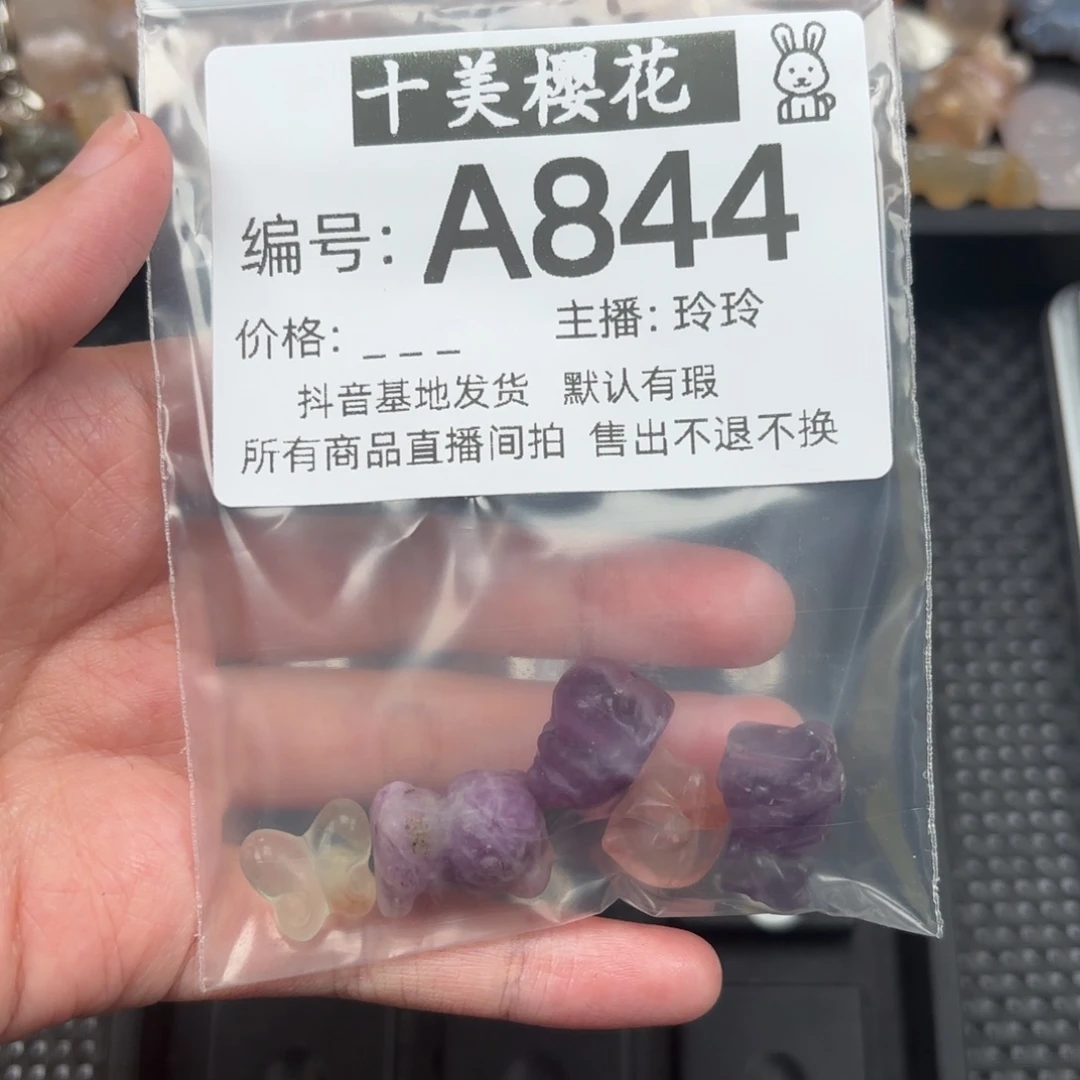 十美樱花
编号: A844
价格: _ _ _ 主播: 玲玲
抖音基地发货 默认有瑕
所有商品直播间拍 售出不退不换